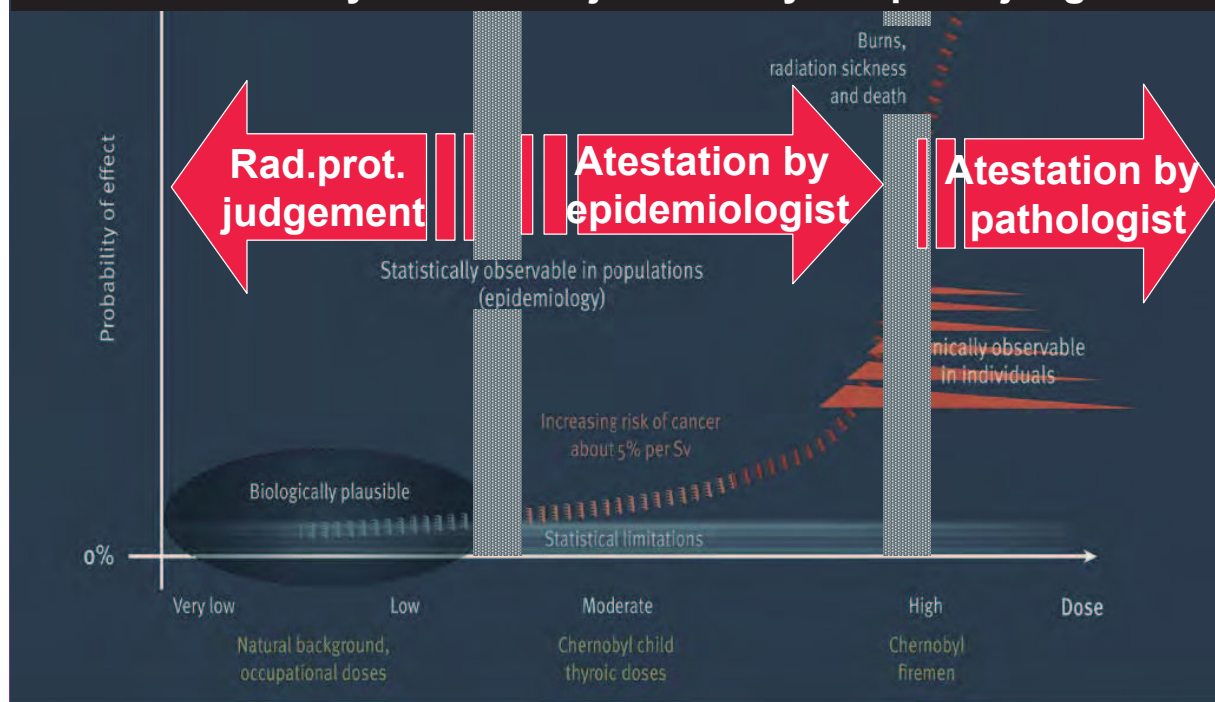 Probability of effect
Burns,
radiation sickness
and death
Rad.prot.
judgement
Atestation by
epidemiologist
Atestation by
pathologist
Statistically observable in populations
(epidemiology)
nically observable
in individuals
Increasing risk of cancer
about 5% per Sv
Biologically plausible
Statistical limitations
0%
Very low
Low
Moderate
High
Dose
Natural background,
occupational doses
Chernobyl child
thyroic doses
Chernobyl
firemen